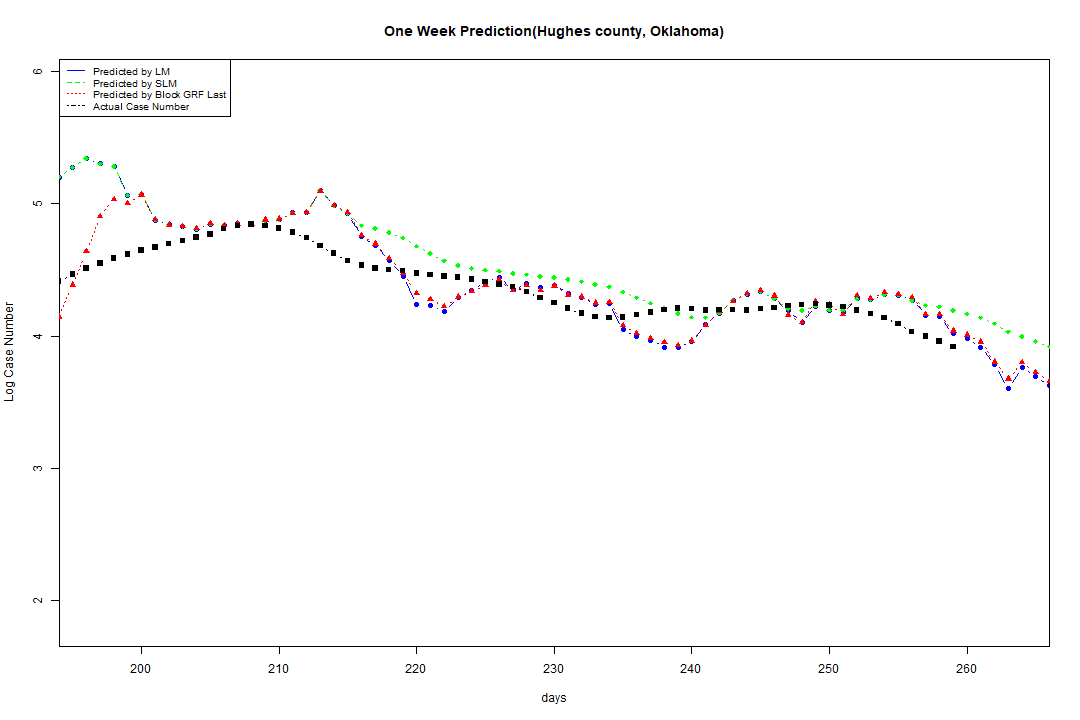 One Week Prediction(Hughes county, Oklahoma)
Predicted by LM
Predicted by SLM
Predicted by Block GRF Last
Actual Case Number
6
5
4
3
2
Log Case Number
200 210 220 230 240 250 260
days